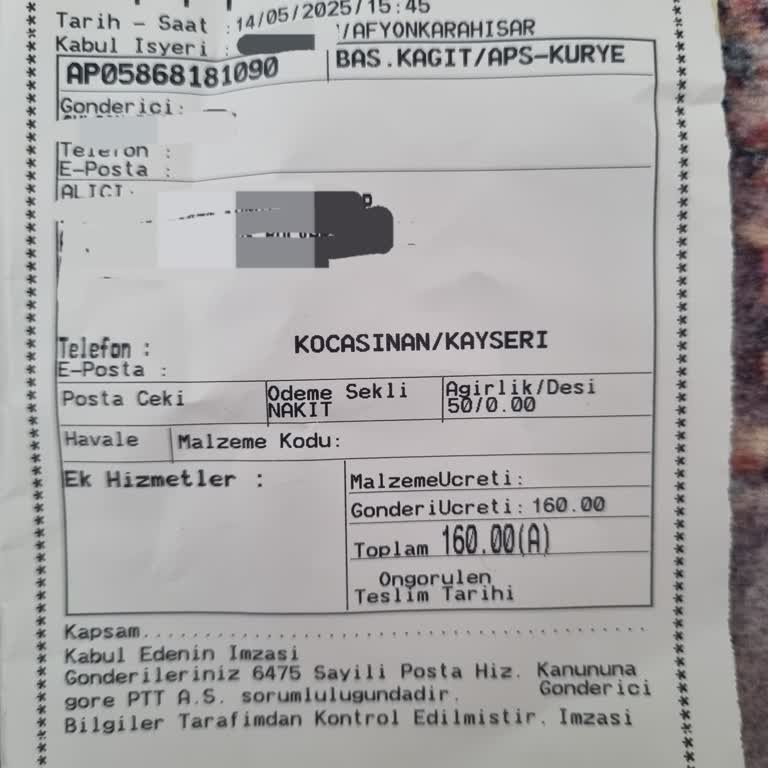 Tarih - Saat :14/05/2025/15:45
Kabul Isyeri : /AFYONKARAHISAR
AP05868181090
BAS.KAGIT/APS-KURYE
Gonderici:
Telefon :
E-Posta :
ALICI:
KOCASINAN/KAYSERI
Telefon :
E-Posta :
Posta Ceki
Odeme Sekli
NAKIT
Agirlik/Desi
50/0.00
Havale
Malzeme Kodu:
Ek Hizmetler :
MalzemeUcreti:
GonderiUcreti: 160.00
Toplam 160.00(A)
Ongorulen
Teslim Tarihi
Kapsam..........................................
Kabul Edenin Imzasi
Gonderileriniz 6475 Sayili Posta Hiz. Kanununa
gore PTT A.S. sorumlulugundadir. Gonderici
Bilgiler Tarafimdan Kontrol Edilmistir. Imzasi